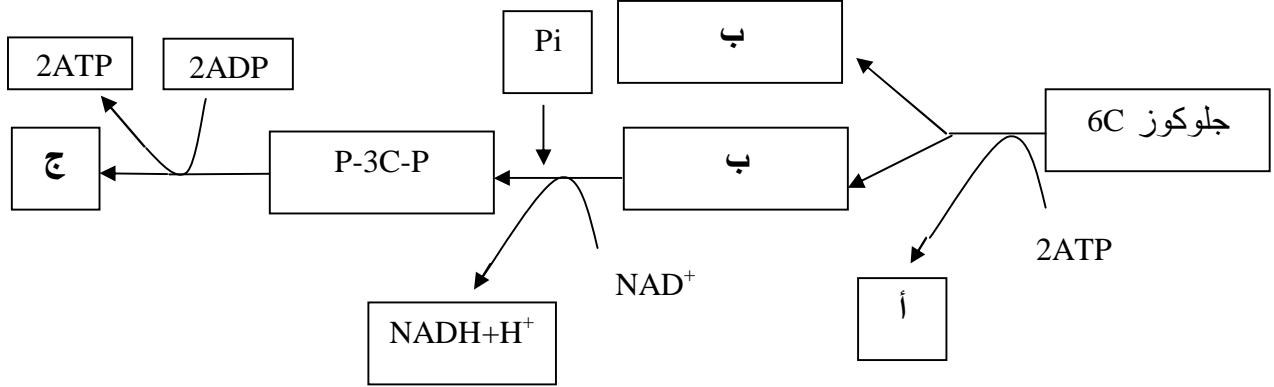 جلوكوز 6C
2ATP
أ
ب
ب
Pi
NAD⁺
NADH+H⁺
P-3C-P
2ADP
2ATP
ج